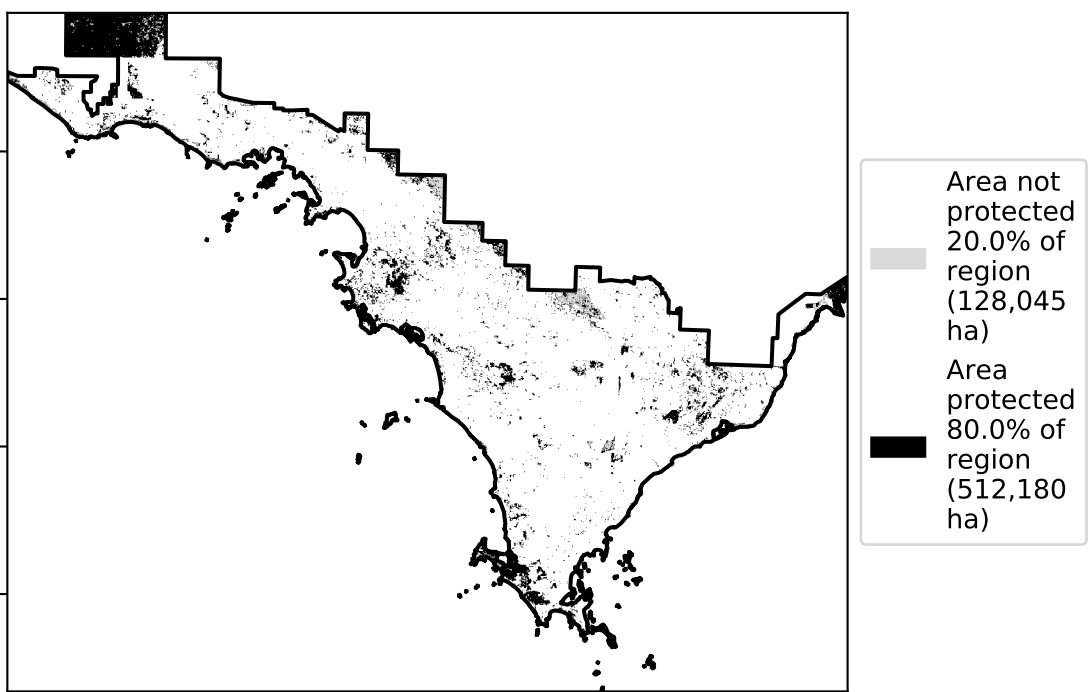 Area not
protected
20.0% of
region
(128,045
ha)
Area
protected
80.0% of
region
(512,180
ha)